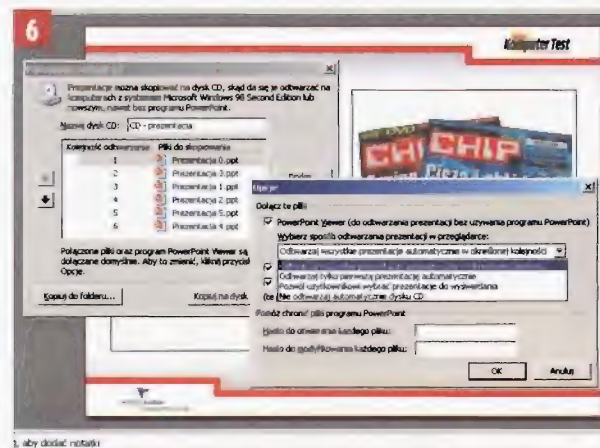 6
Komputer Test
Prezentacje można skopiować na dysk CD, skąd da się je odtwarzać na
komputerach z systemem Microsoft Windows 98 Second Edition lub
nowszym, nawet bez programu PowerPoint.
Nazwij dysk CD: CD - prezentacja
Kolejność odtwarzania Pliki do skopiowania
1 Prezentacja 0.ppt
2 Prezentacja 3.ppt
3 Prezentacja 1.ppt
4 Prezentacja 2.ppt
5 Prezentacja 5.ppt
6 Prezentacja 4.ppt
Połączone pliki oraz program PowerPoint Viewer są
dołączane domyślnie. Aby to zmienić, kliknij przycisk
Opcje.
Kopiuj do folderu... Kopiuj na dysk
DVD
CHIP CHIP
Opcje
Dołącz te pliki
PowerPoint Viewer (do odtwarzania prezentacji bez używania programu PowerPoint)
Wybierz sposób odtwarzania prezentacji w przeglądarce:
Odtwarzaj wszystkie prezentacje automatycznie w określonej kolejności
Odtwarzaj tylko pierwszą prezentację automatycznie
Pozwól użytkownikowi wybrać prezentacje do wyświetlania
(te Nie odtwarzaj automatycznie dysku CD
Pomóż chronić pliki programu PowerPoint
Hasło do otwierania każdego pliku:
Hasło do modyfikowania każdego pliku:
OK Anuluj
, aby dodać notatki